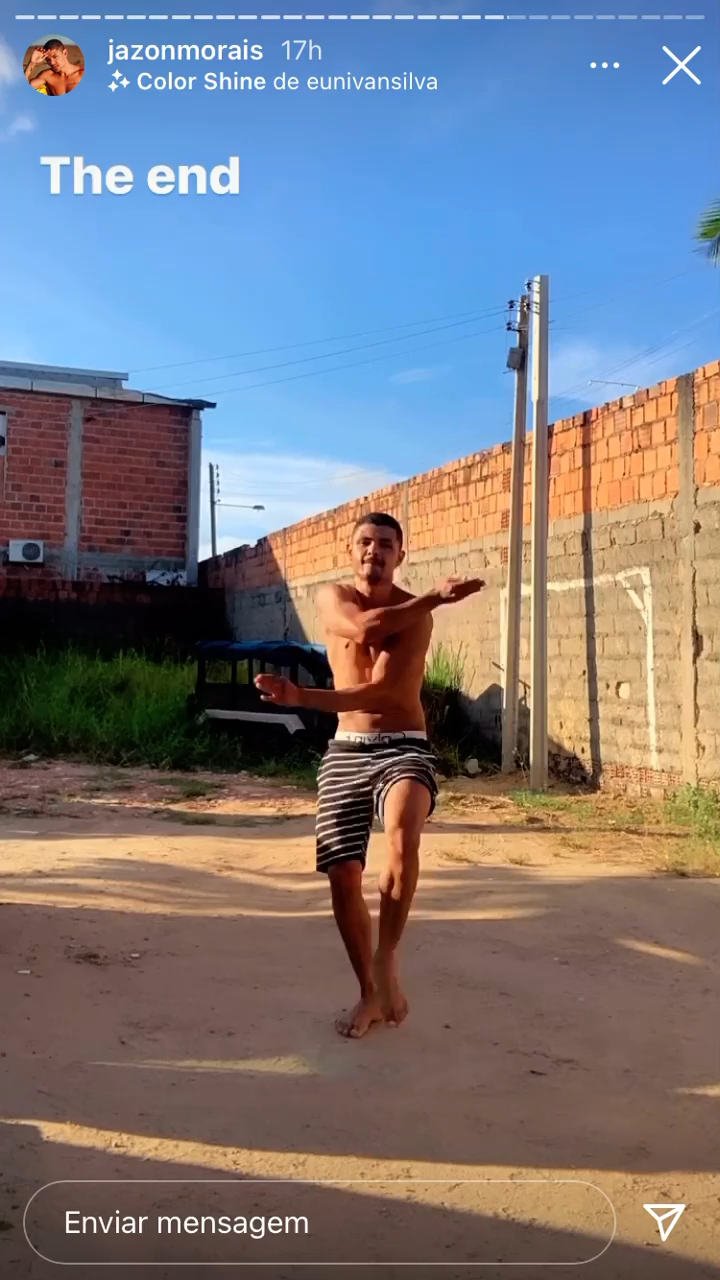 jazonmorais 17h
Color Shine de eunivansilva
The end
Enviar mensagem